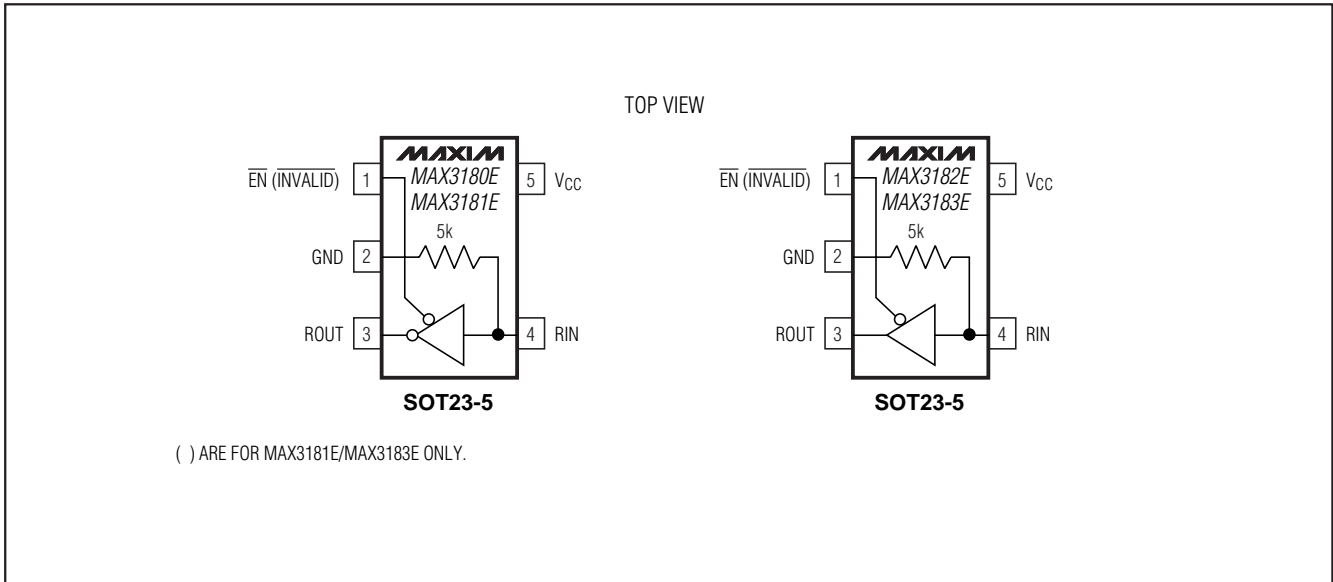 TOP VIEW
MAXIM
MAX3180E
MAX3181E
EN (INVALID) 1
5 VCC
5k
GND 2
ROUT 3
4 RIN
SOT23-5
MAXIM
MAX3182E
MAX3183E
EN (INVALID) 1
5 VCC
5k
GND 2
ROUT 3
4 RIN
SOT23-5
( ) ARE FOR MAX3181E/MAX3183E ONLY.